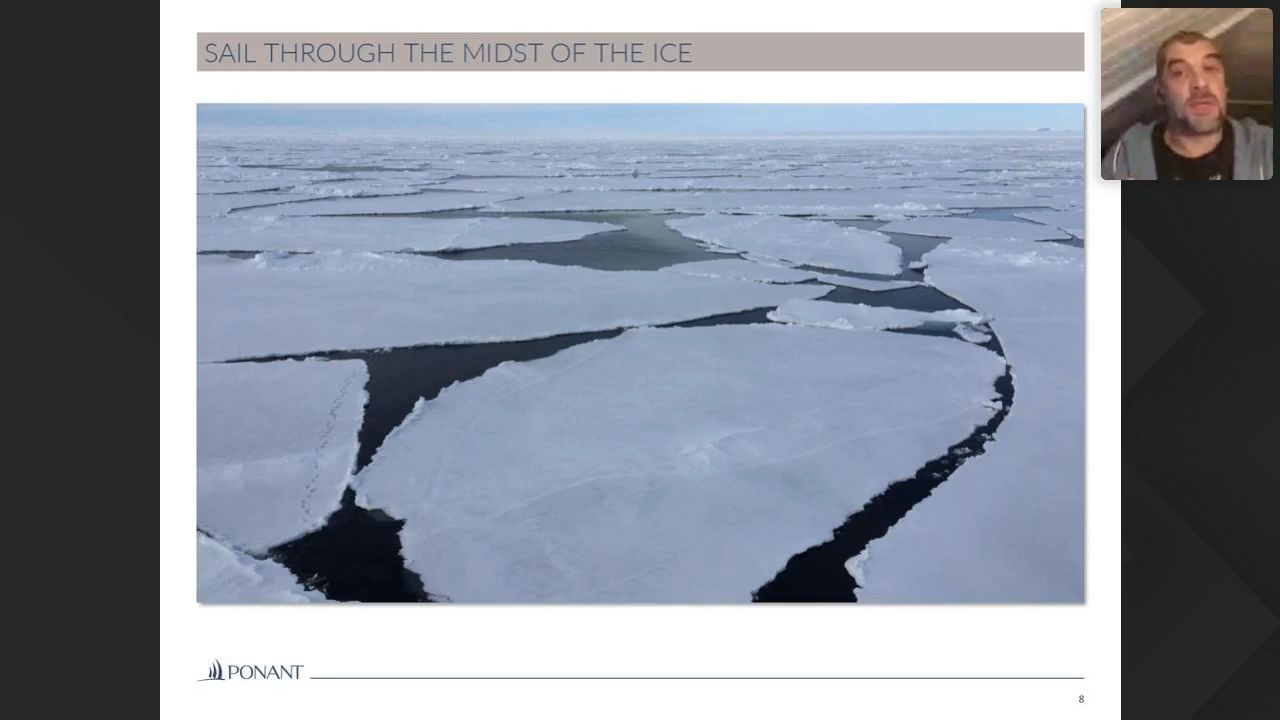 SAIL THROUGH THE MIDST OF THE ICE
PONANT
8